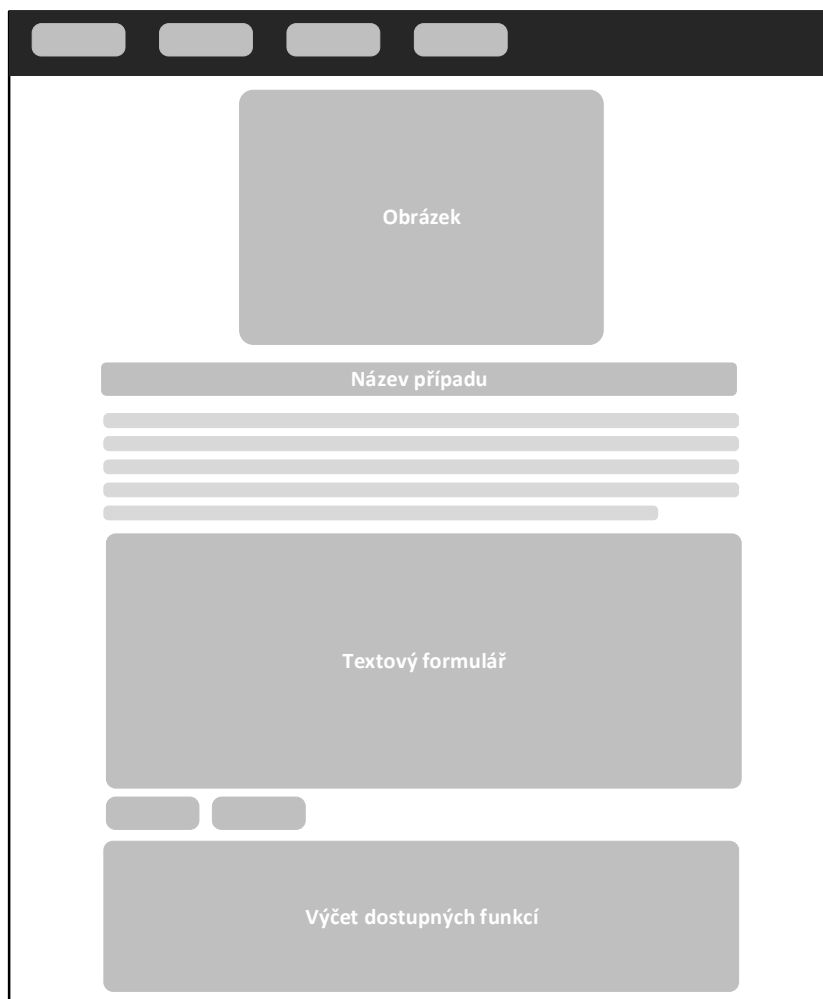 Obrázek
Název případu
Textový formulář
Výčet dostupných funkcí